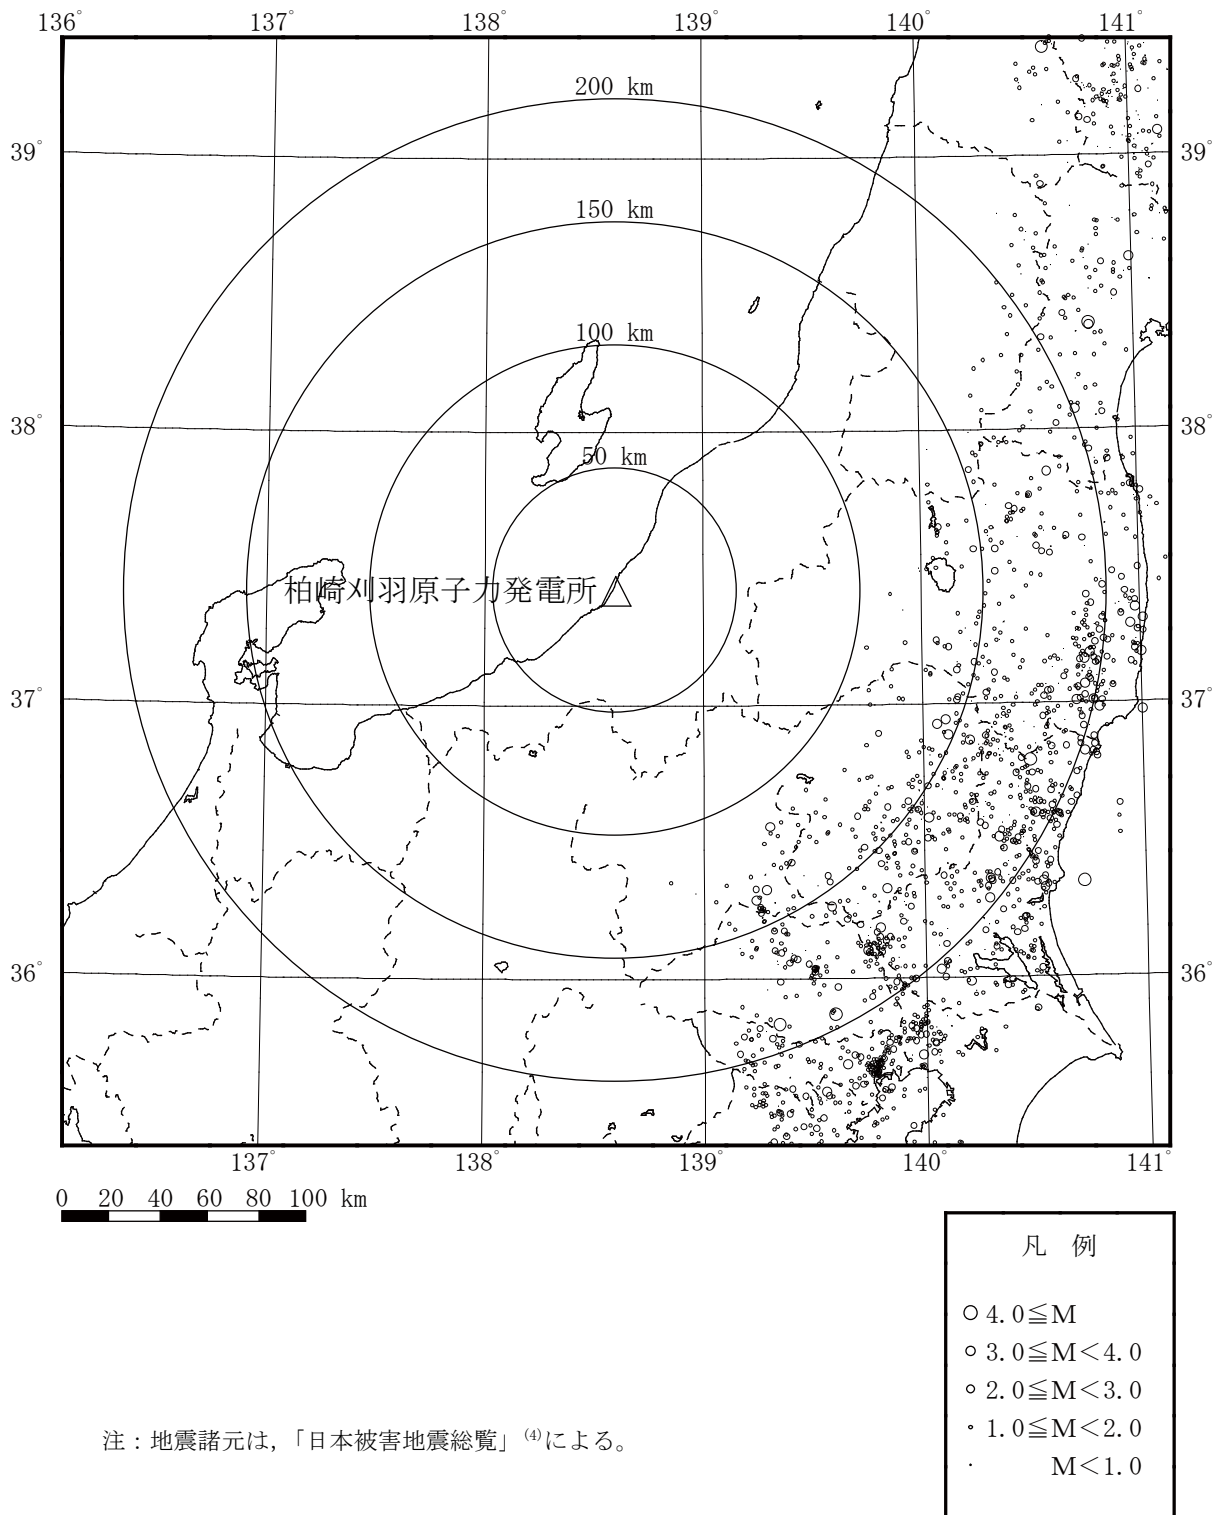 136° 137° 138° 139° 140° 141°
200 km
39° 39°
150 km
100 km
38° 38°
50 km
柏崎刈羽原子力発電所
37° 37°
36° 36°
137° 138° 139° 140° 141°
0 20 40 60 80 100 km
凡 例
4.0≦M
3.0≦M<4.0
2.0≦M<3.0
1.0≦M<2.0
M<1.0
注：地震諸元は，「日本被害地震総覧」(4)による。